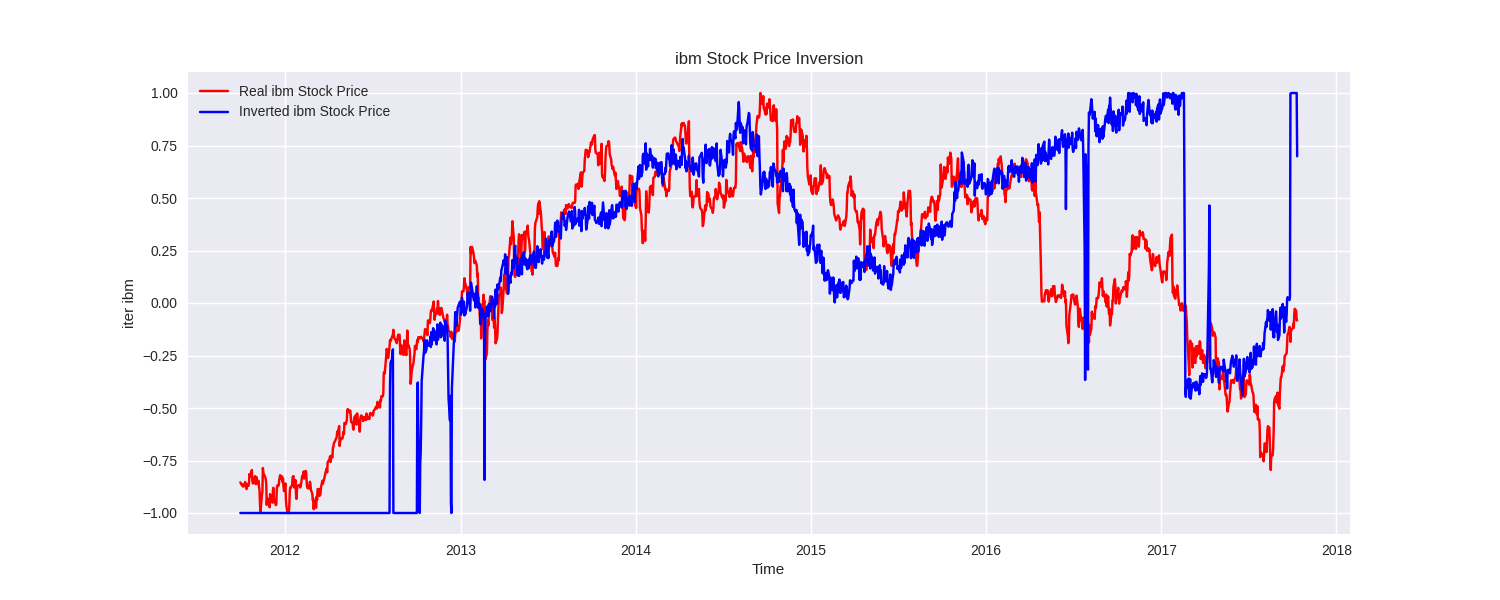 ibm Stock Price Inversion
Real ibm Stock Price
Inverted ibm Stock Price
iter ibm
1.00
0.75
0.50
0.25
0.00
−0.25
−0.50
−0.75
−1.00
2012 2013 2014 2015 2016 2017 2018
Time